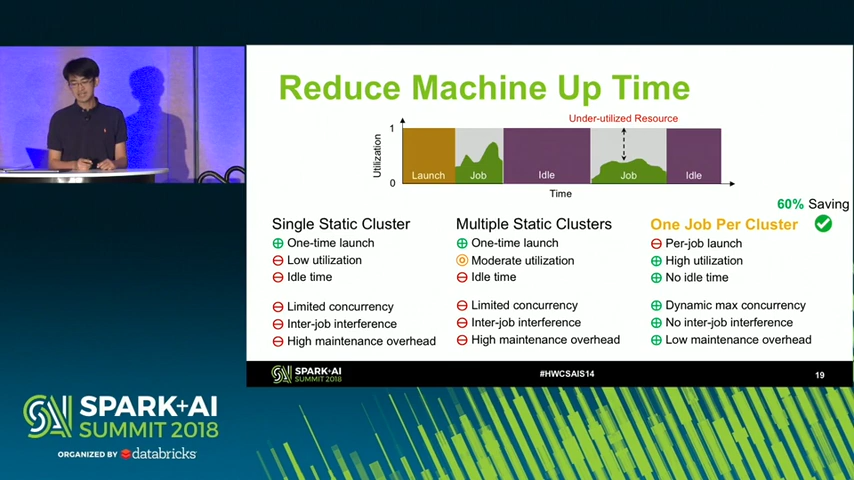 Reduce Machine Up Time
Under-utilized Resource
1
Utilization
0
Launch
Job
Idle
Job
Idle
Time
60% Saving
Single Static Cluster
One-time launch
Low utilization
Idle time
Limited concurrency
Inter-job interference
High maintenance overhead
Multiple Static Clusters
One-time launch
Moderate utilization
Idle time
Limited concurrency
Inter-job interference
High maintenance overhead
One Job Per Cluster
Per-job launch
High utilization
No idle time
Dynamic max concurrency
No inter-job interference
Low maintenance overhead
SPARK+AI
SUMMIT 2018
#HWCSAIS14
19
SPARK+AI
SUMMIT 2018
ORGANIZED BY databricks